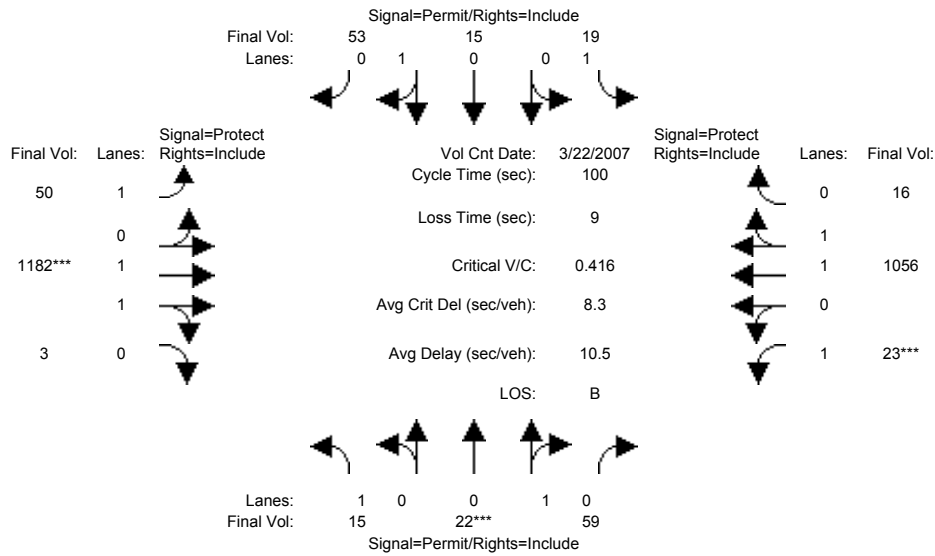 Signal=Permit/Rights=Include
Final Vol: 53 15 19
Lanes: 0 1 0 0 1
Signal=Protect Signal=Protect
Final Vol: Lanes: Rights=Include Vol Cnt Date: 3/22/2007 Rights=Include Lanes: Final Vol:
Cycle Time (sec): 100
50 1 0 16
Loss Time (sec): 9
0 1
1182*** 1 Critical V/C: 0.416 1 1056
1 Avg Crit Del (sec/veh): 8.3 0
3 0 Avg Delay (sec/veh): 10.5 1 23***
LOS: B
Lanes: 1 0 0 1 0
Final Vol: 15 22*** 59
Signal=Permit/Rights=Include